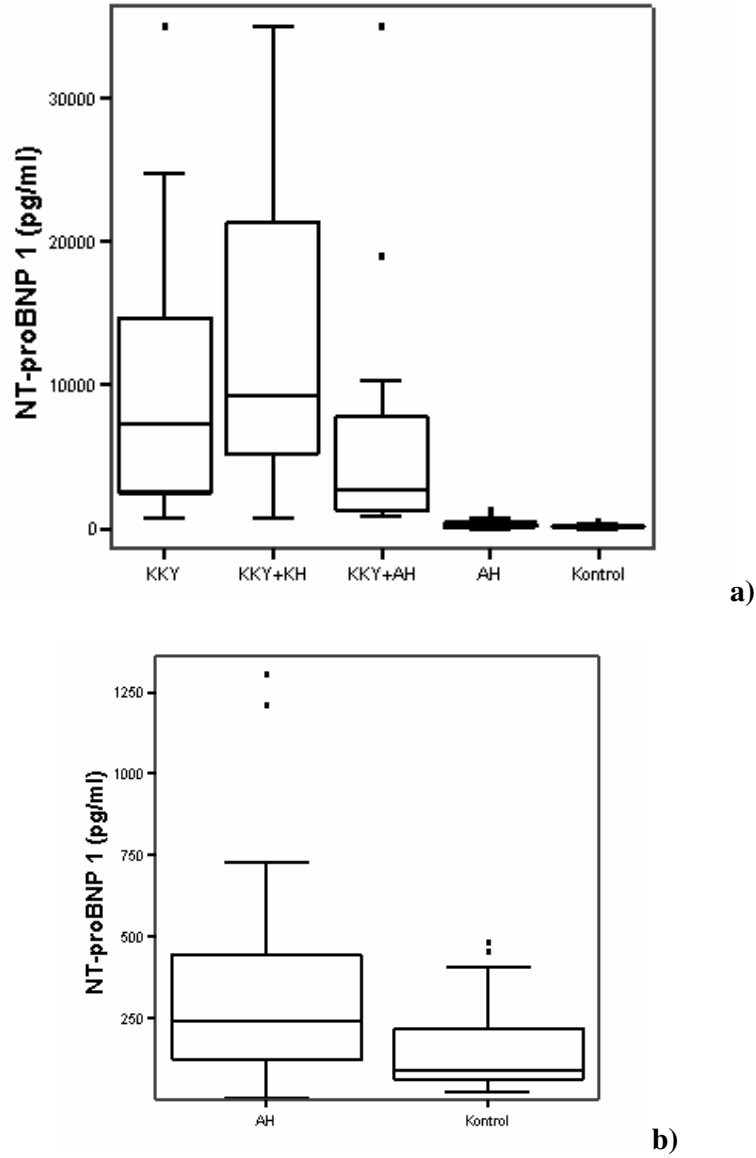 NT-proBNP 1 (pg/ml)
30000
20000
10000
0
KKY KKY+KH KKY+AH AH Kontrol
a)
NT-proBNP 1 (pg/ml)
1250
1000
750
500
250
AH Kontrol
b)